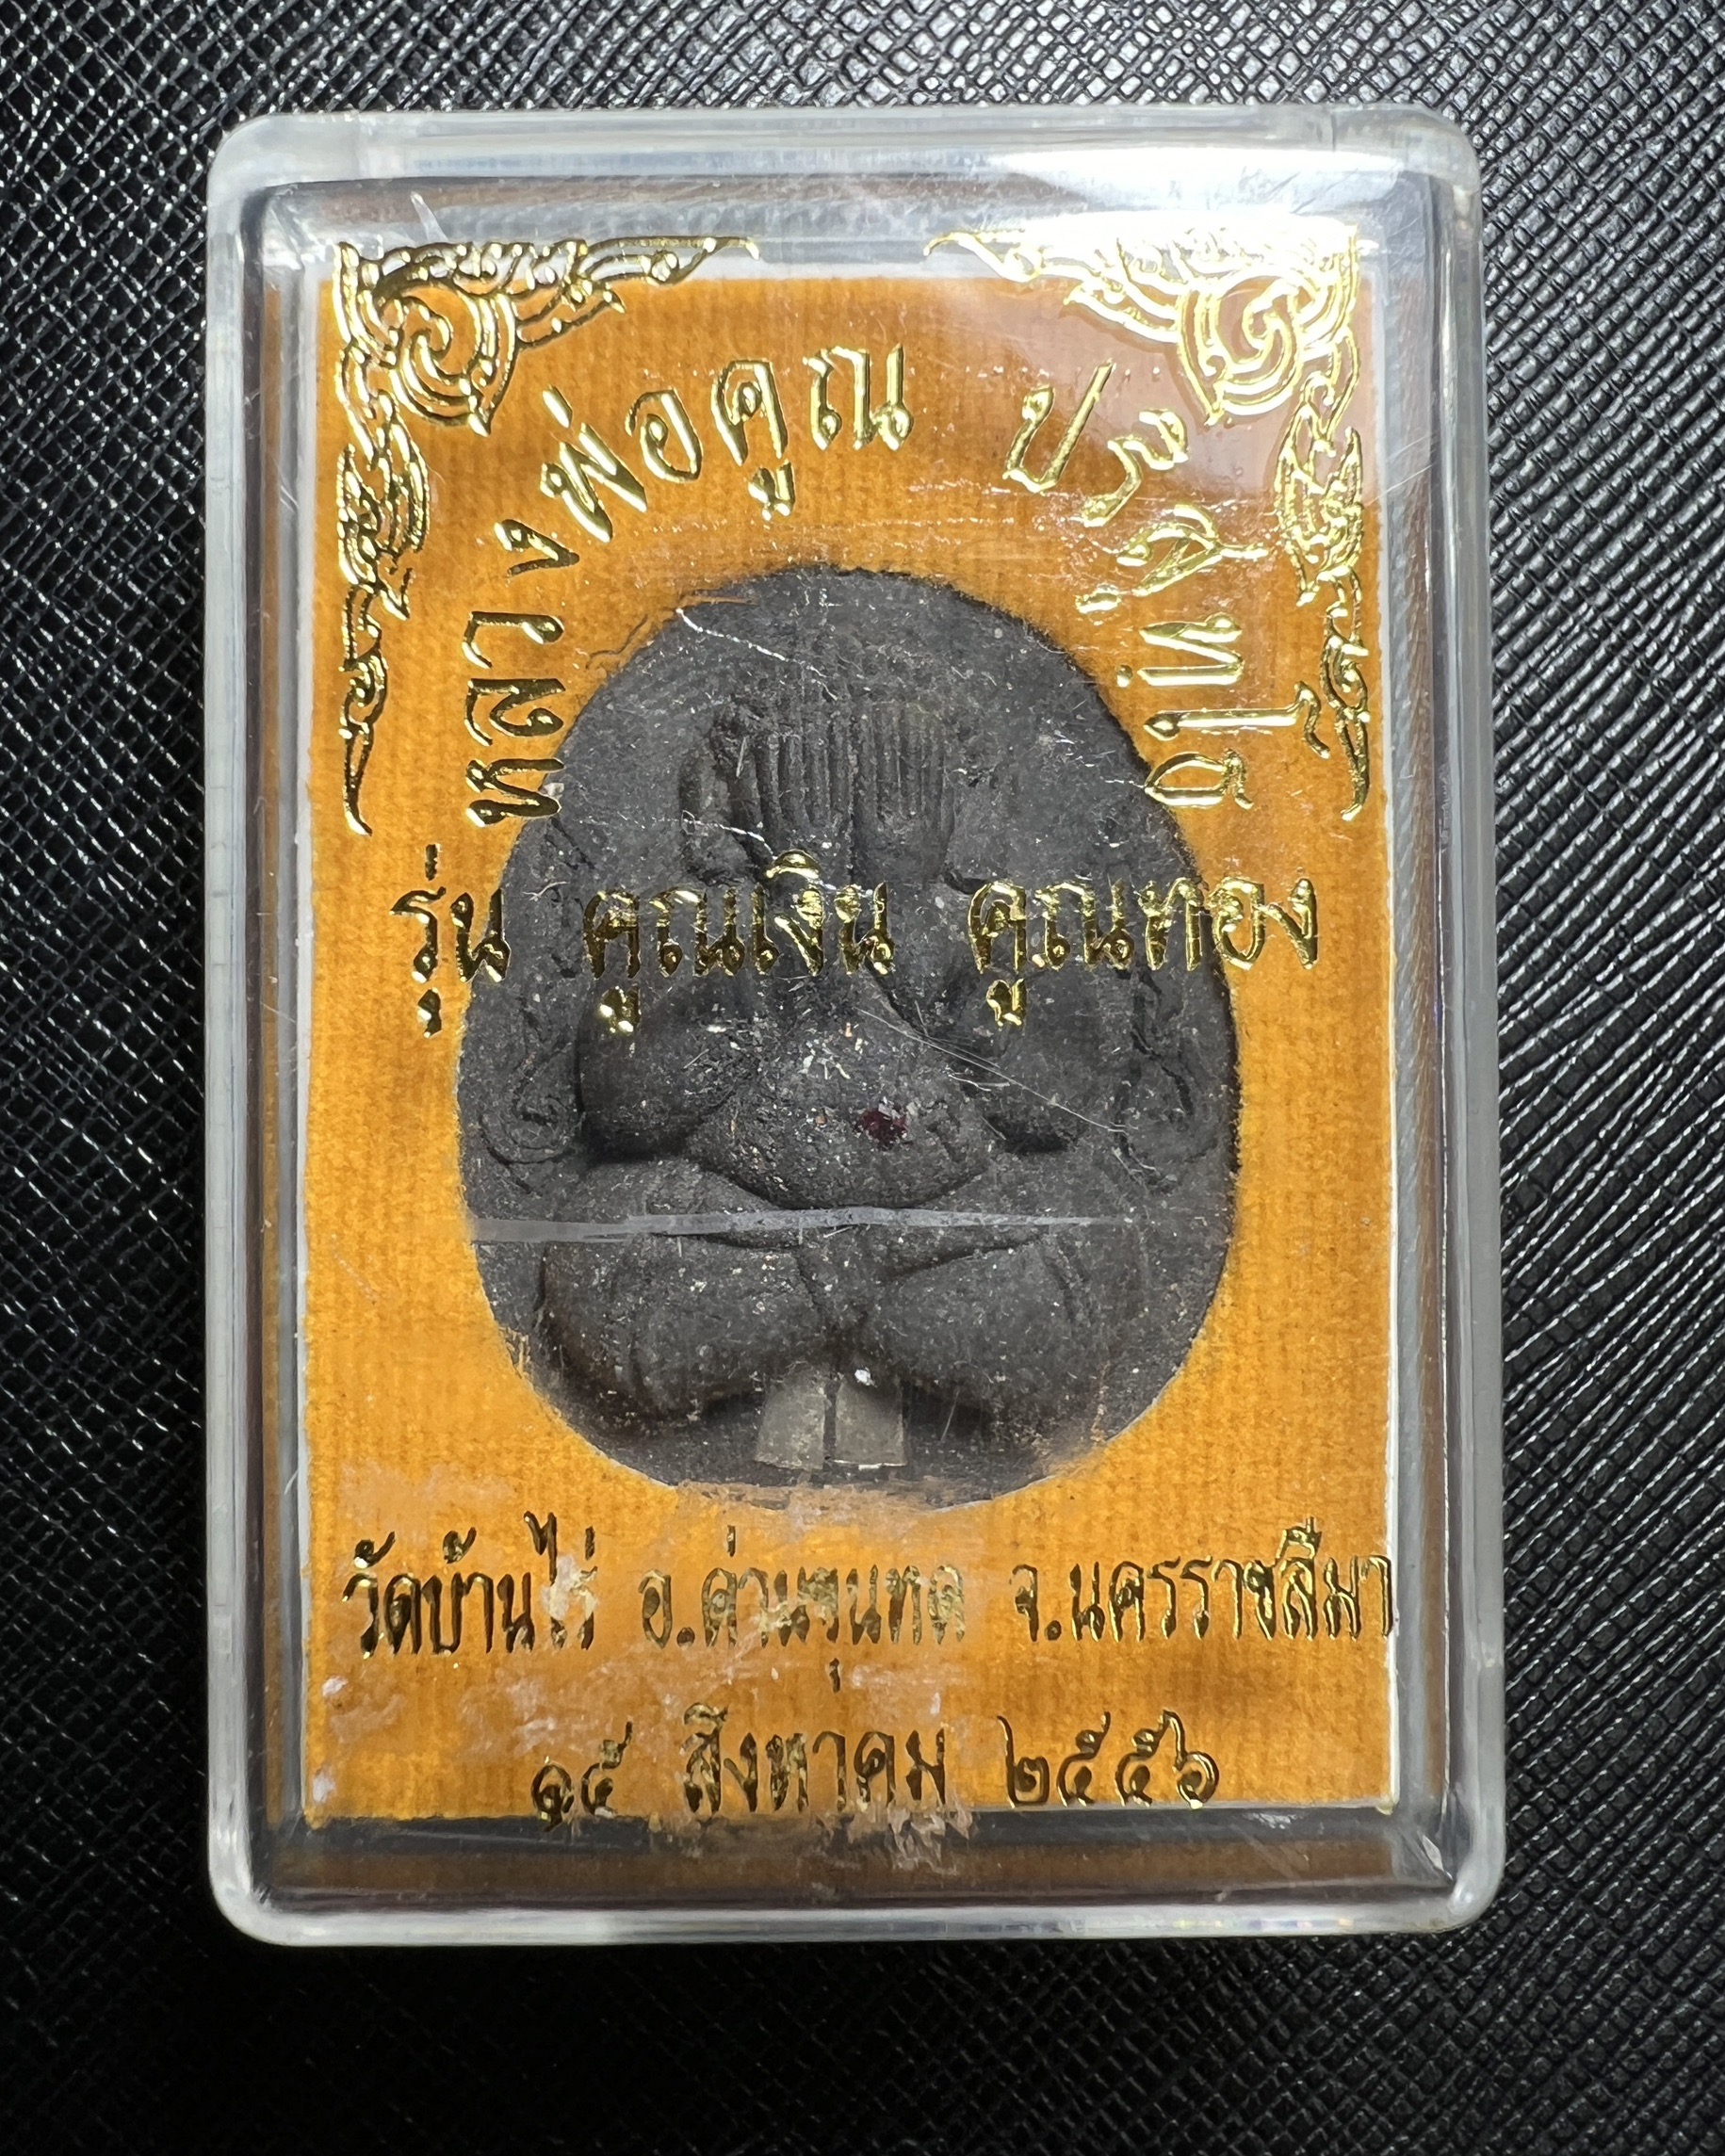 หลวงพ่อคูณ ปริสุทฺโธ
รุ่น คูณเงิน คูณทอง
วัดบ้านไร่ อ.ด่านขุนทด จ.นครราชสีมา
๑๕ สิงหาคม ๒๕๕๖